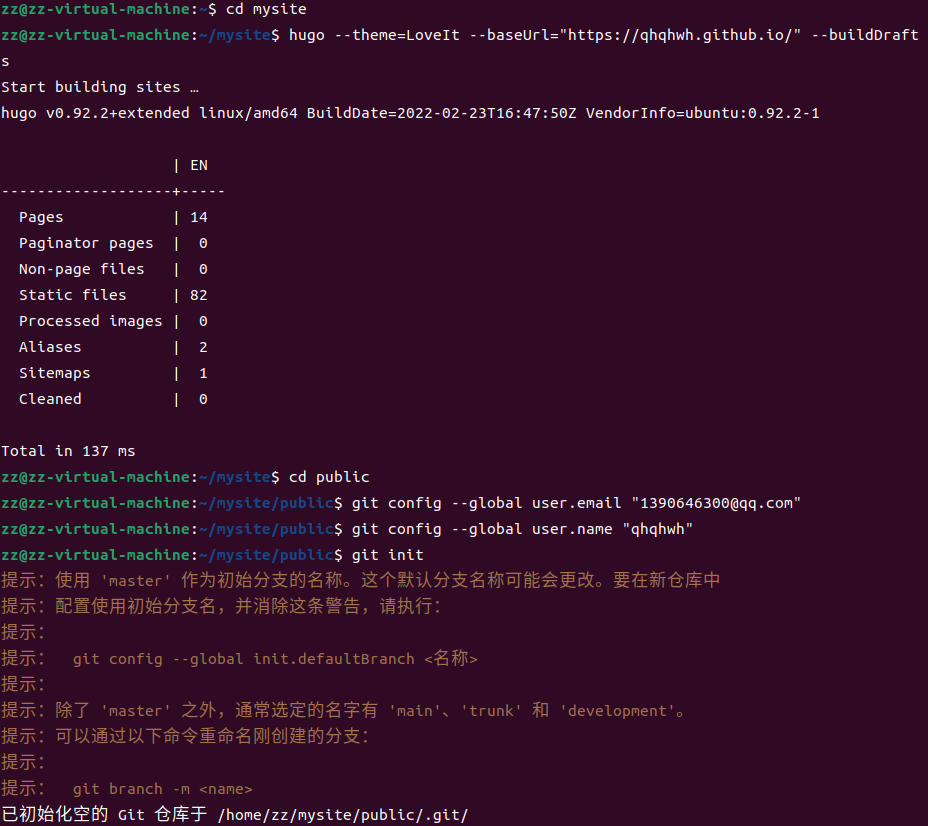 zz@zz-virtual-machine:~$ cd mysite
zz@zz-virtual-machine:~/mysite$ hugo --theme=LoveIt --baseUrl="https://qhqhwh.github.io/" --buildDraft
s
Start building sites …
hugo v0.92.2+extended linux/amd64 BuildDate=2022-02-23T16:47:50Z VendorInfo=ubuntu:0.92.2-1
                   | EN
-------------------+-----
  Pages            | 14
  Paginator pages  |  0
  Non-page files   |  0
  Static files     | 82
  Processed images |  0
  Aliases          |  2
  Sitemaps         |  1
  Cleaned          |  0
Total in 137 ms
zz@zz-virtual-machine:~/mysite$ cd public
zz@zz-virtual-machine:~/mysite/public$ git config --global user.email "1390646300@qq.com"
zz@zz-virtual-machine:~/mysite/public$ git config --global user.name "qhqhwh"
zz@zz-virtual-machine:~/mysite/public$ git init
提示：使用 'master' 作为初始分支的名称。这个默认分支名称可能会更改。要在新仓库中
提示：配置使用初始分支名，并消除这条警告，请执行：
提示：
提示：  git config --global init.defaultBranch <名称>
提示：
提示：除了 'master' 之外，通常选定的名字有 'main'、'trunk' 和 'development'。
提示：可以通过以下命令重命名刚创建的分支：
提示：
提示：  git branch -m <name>
已初始化空的 Git 仓库于 /home/zz/mysite/public/.git/